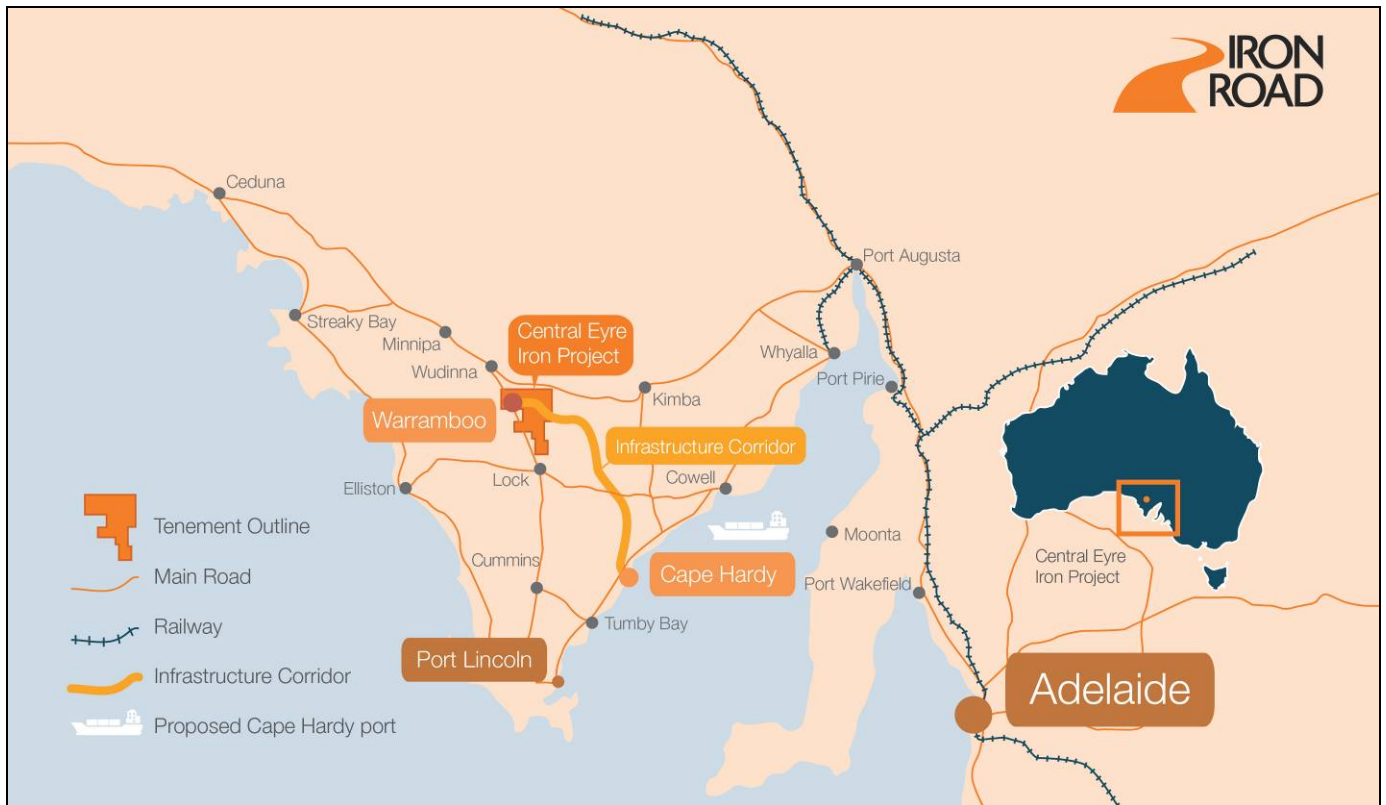 IRON
ROAD
Ceduna
Port Augusta
Streaky Bay
Minnipa
Central Eyre
Iron Project
Whyalla
Wudinna
Port Pirie
Kimba
Warramboo
Infrastructure Corridor
Lock
Cowell
Elliston
Tenement Outline
Moonta
Central Eyre
Iron Project
Cummins
Main Road
Cape Hardy
Port Wakefield
Railway
Tumby Bay
Port Lincoln
Infrastructure Corridor
Adelaide
Proposed Cape Hardy port